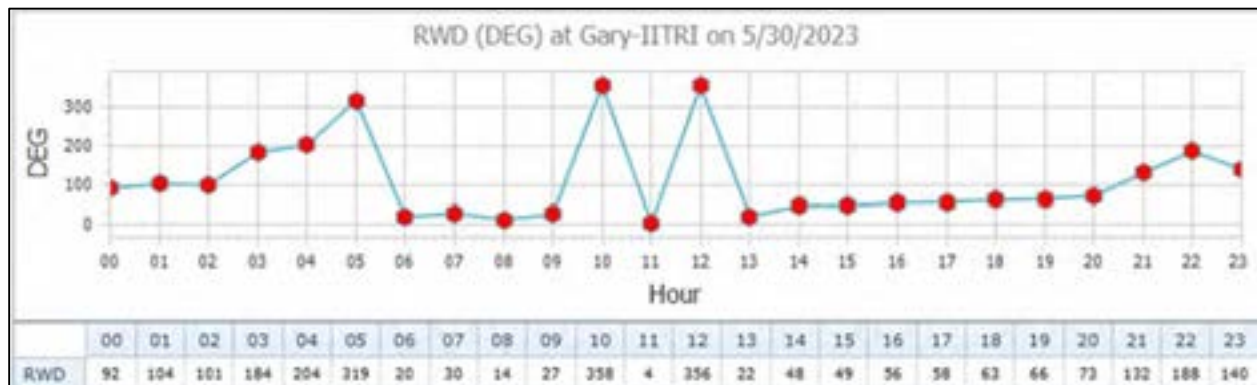 RWD (DEG) at Gary-IITRI on 5/30/2023
DEG
300
200
100
0
00 01 02 03 04 05 06 07 08 09 10 11 12 13 14 15 16 17 18 19 20 21 22 23
Hour
00 01 02 03 04 05 06 07 08 09 10 11 12 13 14 15 16 17 18 19 20 21 22 23
RWD 92 104 101 184 204 319 20 30 14 27 358 4 356 22 48 49 56 58 63 66 73 132 188 140